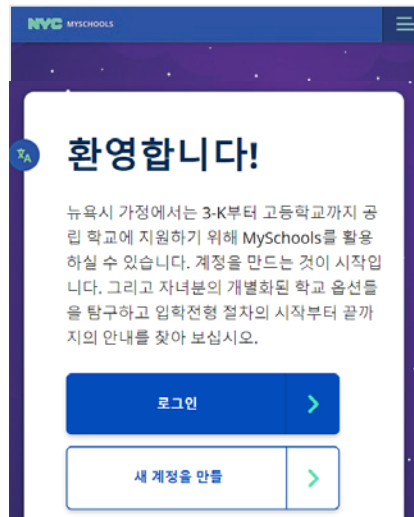 NYC MYSCHOOLS
환영합니다!
뉴욕시 가정에서는 3-K부터 고등학교까지 공
립 학교에 지원하기 위해 MySchools를 활용
하실 수 있습니다. 계정을 만드는 것이 시작입
니다. 그리고 자녀분의 개별화된 학교 옵션들
을 탐구하고 입학전형 절차의 시작부터 끝까
지의 안내를 찾아 보십시오.
로그인
새 계정을 만들